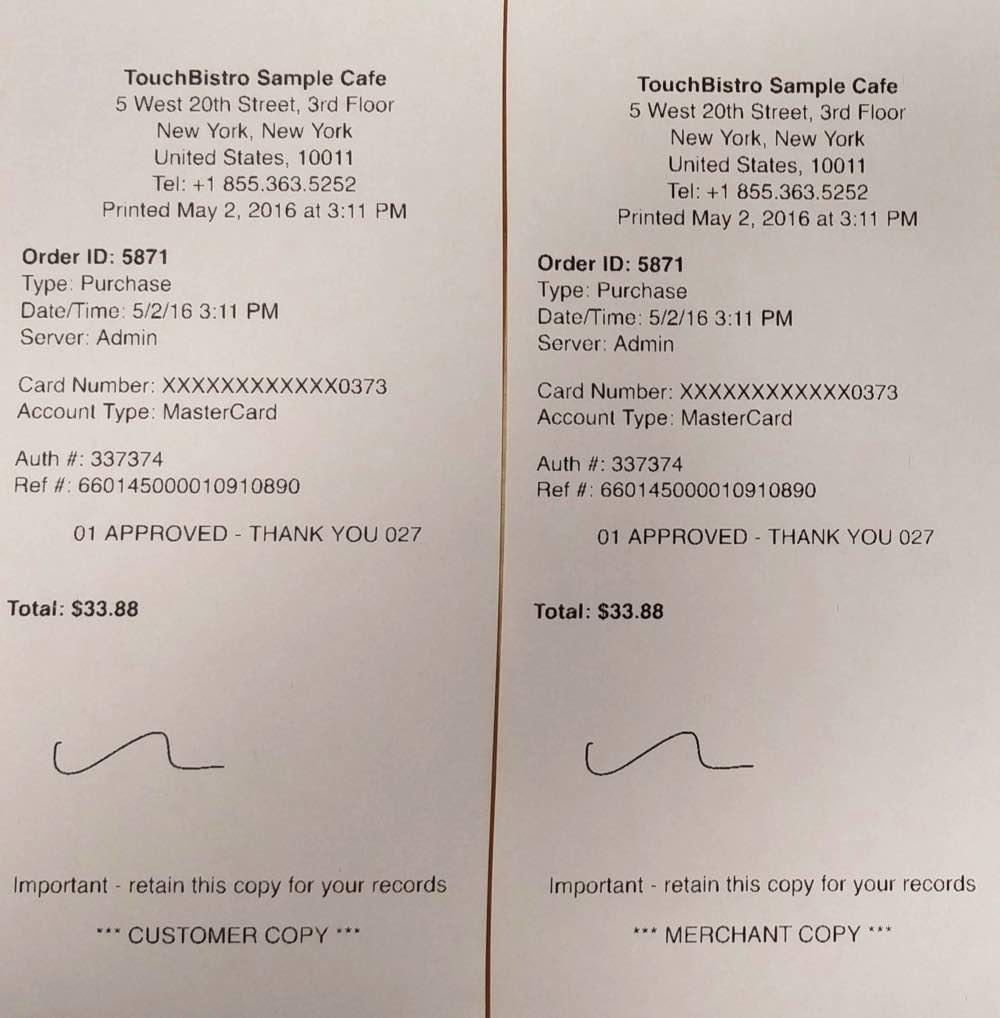 TouchBistro Sample Cafe
5 West 20th Street, 3rd Floor
New York, New York
United States, 10011
Tel: +1 855.363.5252
Printed May 2, 2016 at 3:11 PM
Order ID: 5871
Type: Purchase
Date/Time: 5/2/16 3:11 PM
Server: Admin
Card Number: XXXXXXXXXXXX0373
Account Type: MasterCard
Auth #: 337374
Ref #: 660145000010910890
01 APPROVED - THANK YOU 027
Total: $33.88
Important - retain this copy for your records
*** CUSTOMER COPY ***
TouchBistro Sample Cafe
5 West 20th Street, 3rd Floor
New York, New York
United States, 10011
Tel: +1 855.363.5252
Printed May 2, 2016 at 3:11 PM
Order ID: 5871
Type: Purchase
Date/Time: 5/2/16 3:11 PM
Server: Admin
Card Number: XXXXXXXXXXXX0373
Account Type: MasterCard
Auth #: 337374
Ref #: 660145000010910890
01 APPROVED - THANK YOU 027
Total: $33.88
Important - retain this copy for your records
*** MERCHANT COPY ***